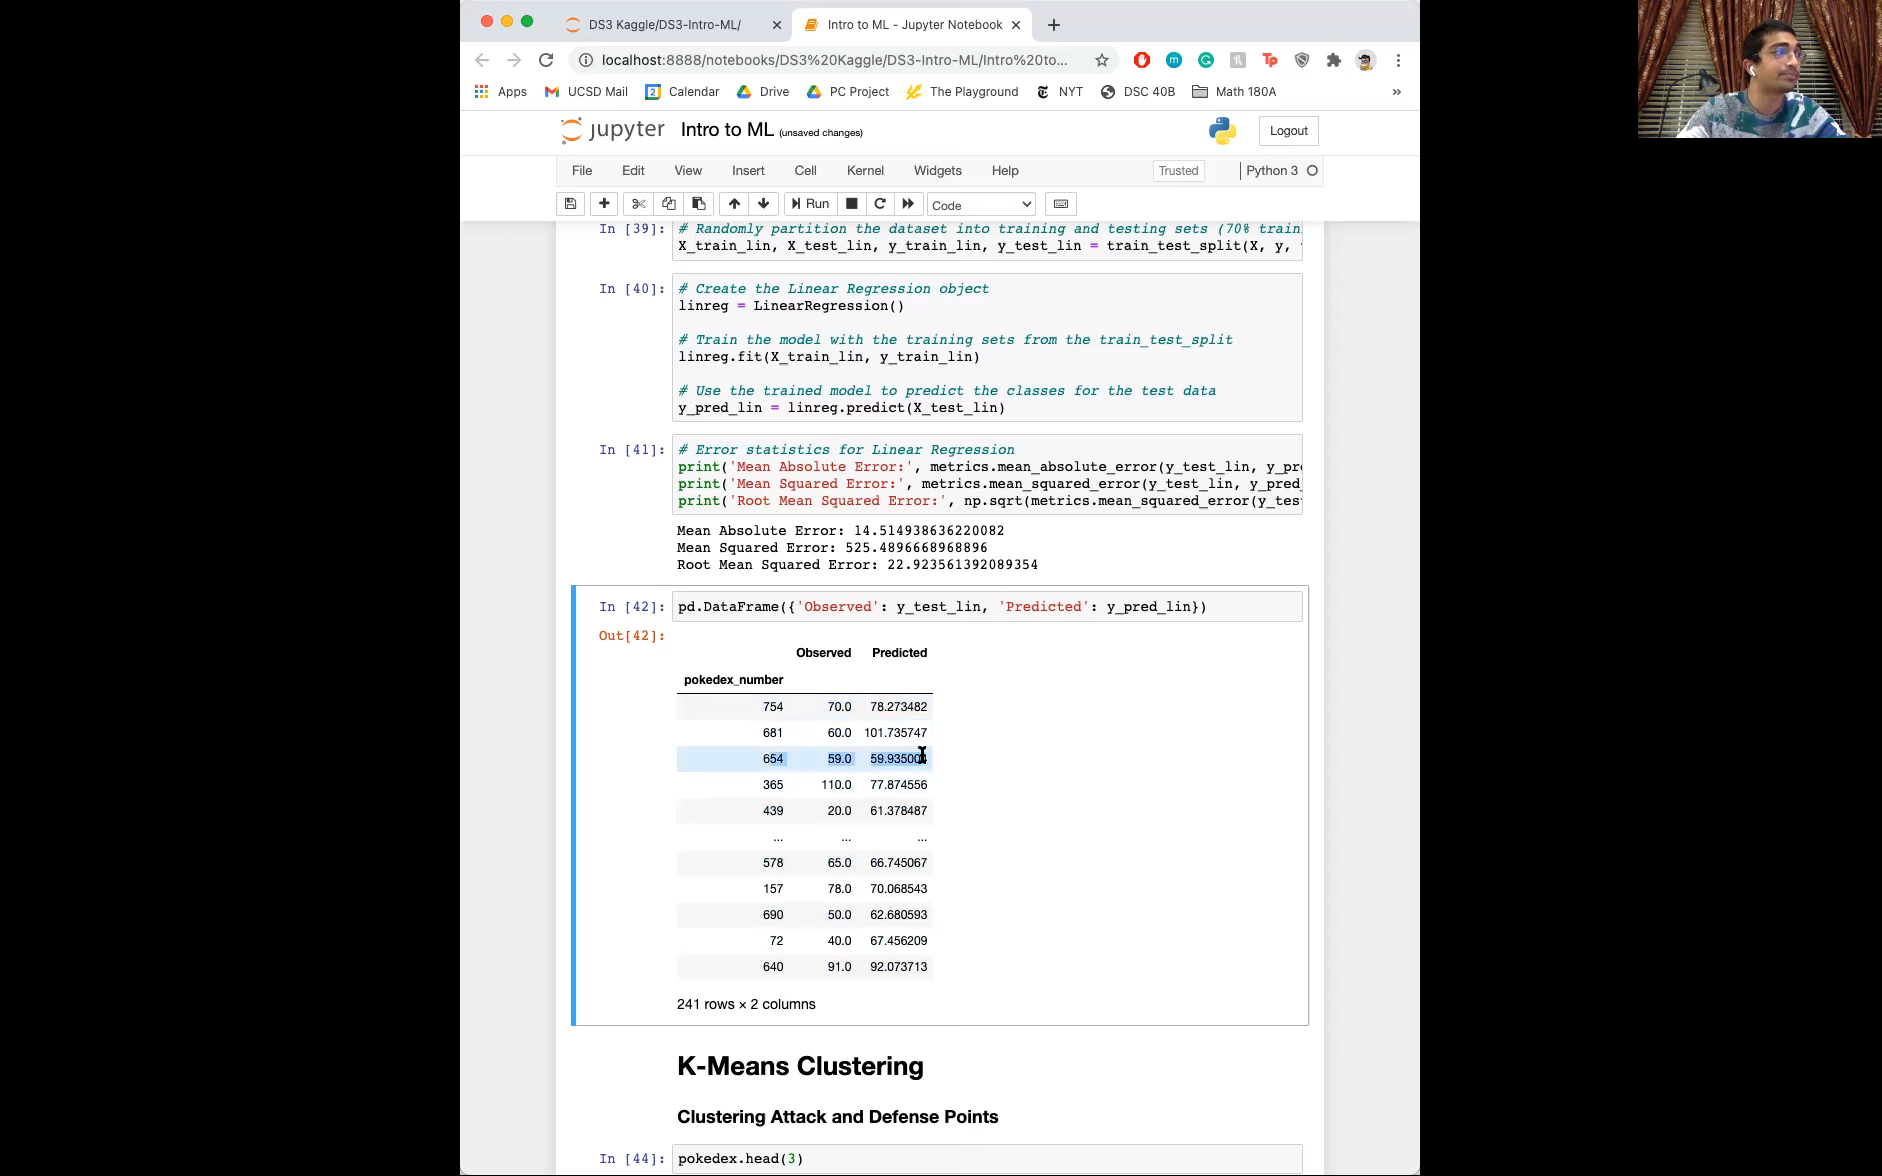 DS3 Kaggle/DS3-Intro-ML/
Intro to ML - Jupyter Notebook
localhost:8888/notebooks/DS3%20Kaggle/DS3-Intro-ML/Intro%20to...
Apps UCSD Mail 2 Calendar Drive PC Project The Playground NYT DSC 40B Math 180A »
jupyter Intro to ML (unsaved changes) Logout
File Edit View Insert Cell Kernel Widgets Help Trusted Python 3
Run Code
In [39]: # Randomly partition the dataset into training and testing sets (70% train
X_train_lin, X_test_lin, y_train_lin, y_test_lin = train_test_split(X, y,
In [40]: # Create the Linear Regression object
linreg = LinearRegression()
# Train the model with the training sets from the train_test_split
linreg.fit(X_train_lin, y_train_lin)
# Use the trained model to predict the classes for the test data
y_pred_lin = linreg.predict(X_test_lin)
In [41]: # Error statistics for Linear Regression
print('Mean Absolute Error:', metrics.mean_absolute_error(y_test_lin, y_pre
print('Mean Squared Error:', metrics.mean_squared_error(y_test_lin, y_pred_
print('Root Mean Squared Error:', np.sqrt(metrics.mean_squared_error(y_tes
Mean Absolute Error: 14.514938636220082
Mean Squared Error: 525.4896668968896
Root Mean Squared Error: 22.923561392089354
In [42]: pd.DataFrame({'Observed': y_test_lin, 'Predicted': y_pred_lin})
Out[42]:
Observed Predicted
pokedex_number
754 70.0 78.273482
681 60.0 101.735747
654 59.0 59.935004
365 110.0 77.874556
439 20.0 61.378487
... ... ...
578 65.0 66.745067
157 78.0 70.068543
690 50.0 62.680593
72 40.0 67.456209
640 91.0 92.073713
241 rows × 2 columns
K-Means Clustering
Clustering Attack and Defense Points
In [44]: pokedex.head(3)